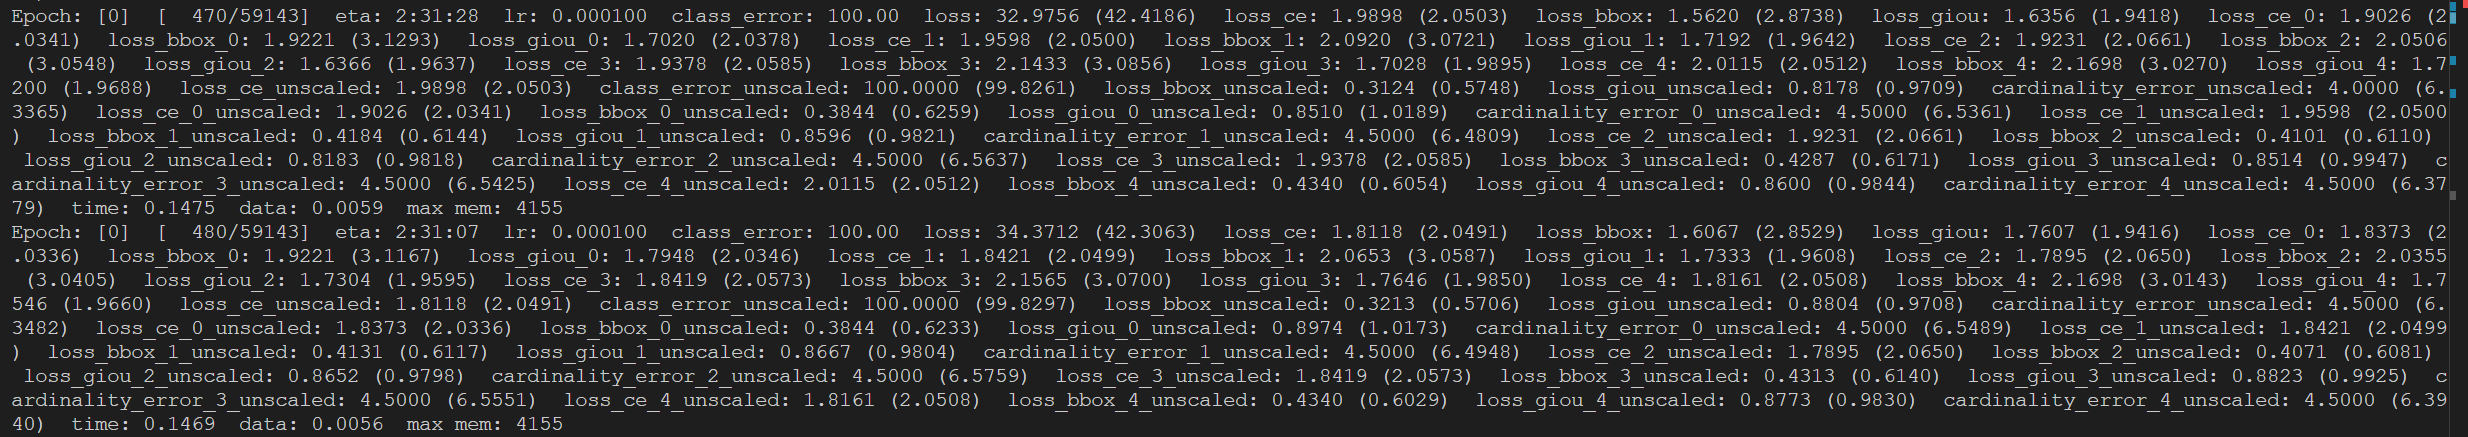 Epoch: [0]  [  470/59143]  eta: 2:31:28  lr: 0.000100  class_error: 100.00  loss: 32.9756 (42.4186)  loss_ce: 1.9898 (2.0503)  loss_bbox: 1.5620 (2.8738)  loss_giou: 1.6356 (1.9418)  loss_ce_0: 1.9026 (2
.0341)  loss_bbox_0: 1.9221 (3.1293)  loss_giou_0: 1.7020 (2.0378)  loss_ce_1: 1.9598 (2.0500)  loss_bbox_1: 2.0920 (3.0721)  loss_giou_1: 1.7192 (1.9642)  loss_ce_2: 1.9231 (2.0661)  loss_bbox_2: 2.0506
 (3.0548)  loss_giou_2: 1.6366 (1.9637)  loss_ce_3: 1.9378 (2.0585)  loss_bbox_3: 2.1433 (3.0856)  loss_giou_3: 1.7028 (1.9895)  loss_ce_4: 2.0115 (2.0512)  loss_bbox_4: 2.1698 (3.0270)  loss_giou_4: 1.7
200 (1.9688)  loss_ce_unscaled: 1.9898 (2.0503)  class_error_unscaled: 100.0000 (99.8261)  loss_bbox_unscaled: 0.3124 (0.5748)  loss_giou_unscaled: 0.8178 (0.9709)  cardinality_error_unscaled: 4.0000 (6.
3365)  loss_ce_0_unscaled: 1.9026 (2.0341)  loss_bbox_0_unscaled: 0.3844 (0.6259)  loss_giou_0_unscaled: 0.8510 (1.0189)  cardinality_error_0_unscaled: 4.5000 (6.5361)  loss_ce_1_unscaled: 1.9598 (2.0500
)  loss_bbox_1_unscaled: 0.4184 (0.6144)  loss_giou_1_unscaled: 0.8596 (0.9821)  cardinality_error_1_unscaled: 4.5000 (6.4809)  loss_ce_2_unscaled: 1.9231 (2.0661)  loss_bbox_2_unscaled: 0.4101 (0.6110)
 loss_giou_2_unscaled: 0.8183 (0.9818)  cardinality_error_2_unscaled: 4.5000 (6.5637)  loss_ce_3_unscaled: 1.9378 (2.0585)  loss_bbox_3_unscaled: 0.4287 (0.6171)  loss_giou_3_unscaled: 0.8514 (0.9947)  c
ardinality_error_3_unscaled: 4.5000 (6.5425)  loss_ce_4_unscaled: 2.0115 (2.0512)  loss_bbox_4_unscaled: 0.4340 (0.6054)  loss_giou_4_unscaled: 0.8600 (0.9844)  cardinality_error_4_unscaled: 4.5000 (6.37
79)  time: 0.1475  data: 0.0059  max mem: 4155
Epoch: [0]  [  480/59143]  eta: 2:31:07  lr: 0.000100  class_error: 100.00  loss: 34.3712 (42.3063)  loss_ce: 1.8118 (2.0491)  loss_bbox: 1.6067 (2.8529)  loss_giou: 1.7607 (1.9416)  loss_ce_0: 1.8373 (2
.0336)  loss_bbox_0: 1.9221 (3.1167)  loss_giou_0: 1.7948 (2.0346)  loss_ce_1: 1.8421 (2.0499)  loss_bbox_1: 2.0653 (3.0587)  loss_giou_1: 1.7333 (1.9608)  loss_ce_2: 1.7895 (2.0650)  loss_bbox_2: 2.0355
 (3.0405)  loss_giou_2: 1.7304 (1.9595)  loss_ce_3: 1.8419 (2.0573)  loss_bbox_3: 2.1565 (3.0700)  loss_giou_3: 1.7646 (1.9850)  loss_ce_4: 1.8161 (2.0508)  loss_bbox_4: 2.1698 (3.0143)  loss_giou_4: 1.7
546 (1.9660)  loss_ce_unscaled: 1.8118 (2.0491)  class_error_unscaled: 100.0000 (99.8297)  loss_bbox_unscaled: 0.3213 (0.5706)  loss_giou_unscaled: 0.8804 (0.9708)  cardinality_error_unscaled: 4.5000 (6.
3482)  loss_ce_0_unscaled: 1.8373 (2.0336)  loss_bbox_0_unscaled: 0.3844 (0.6233)  loss_giou_0_unscaled: 0.8974 (1.0173)  cardinality_error_0_unscaled: 4.5000 (6.5489)  loss_ce_1_unscaled: 1.8421 (2.0499
)  loss_bbox_1_unscaled: 0.4131 (0.6117)  loss_giou_1_unscaled: 0.8667 (0.9804)  cardinality_error_1_unscaled: 4.5000 (6.4948)  loss_ce_2_unscaled: 1.7895 (2.0650)  loss_bbox_2_unscaled: 0.4071 (0.6081)
 loss_giou_2_unscaled: 0.8652 (0.9798)  cardinality_error_2_unscaled: 4.5000 (6.5759)  loss_ce_3_unscaled: 1.8419 (2.0573)  loss_bbox_3_unscaled: 0.4313 (0.6140)  loss_giou_3_unscaled: 0.8823 (0.9925)  c
ardinality_error_3_unscaled: 4.5000 (6.5551)  loss_ce_4_unscaled: 1.8161 (2.0508)  loss_bbox_4_unscaled: 0.4340 (0.6029)  loss_giou_4_unscaled: 0.8773 (0.9830)  cardinality_error_4_unscaled: 4.5000 (6.39
40)  time: 0.1469  data: 0.0056  max mem: 4155